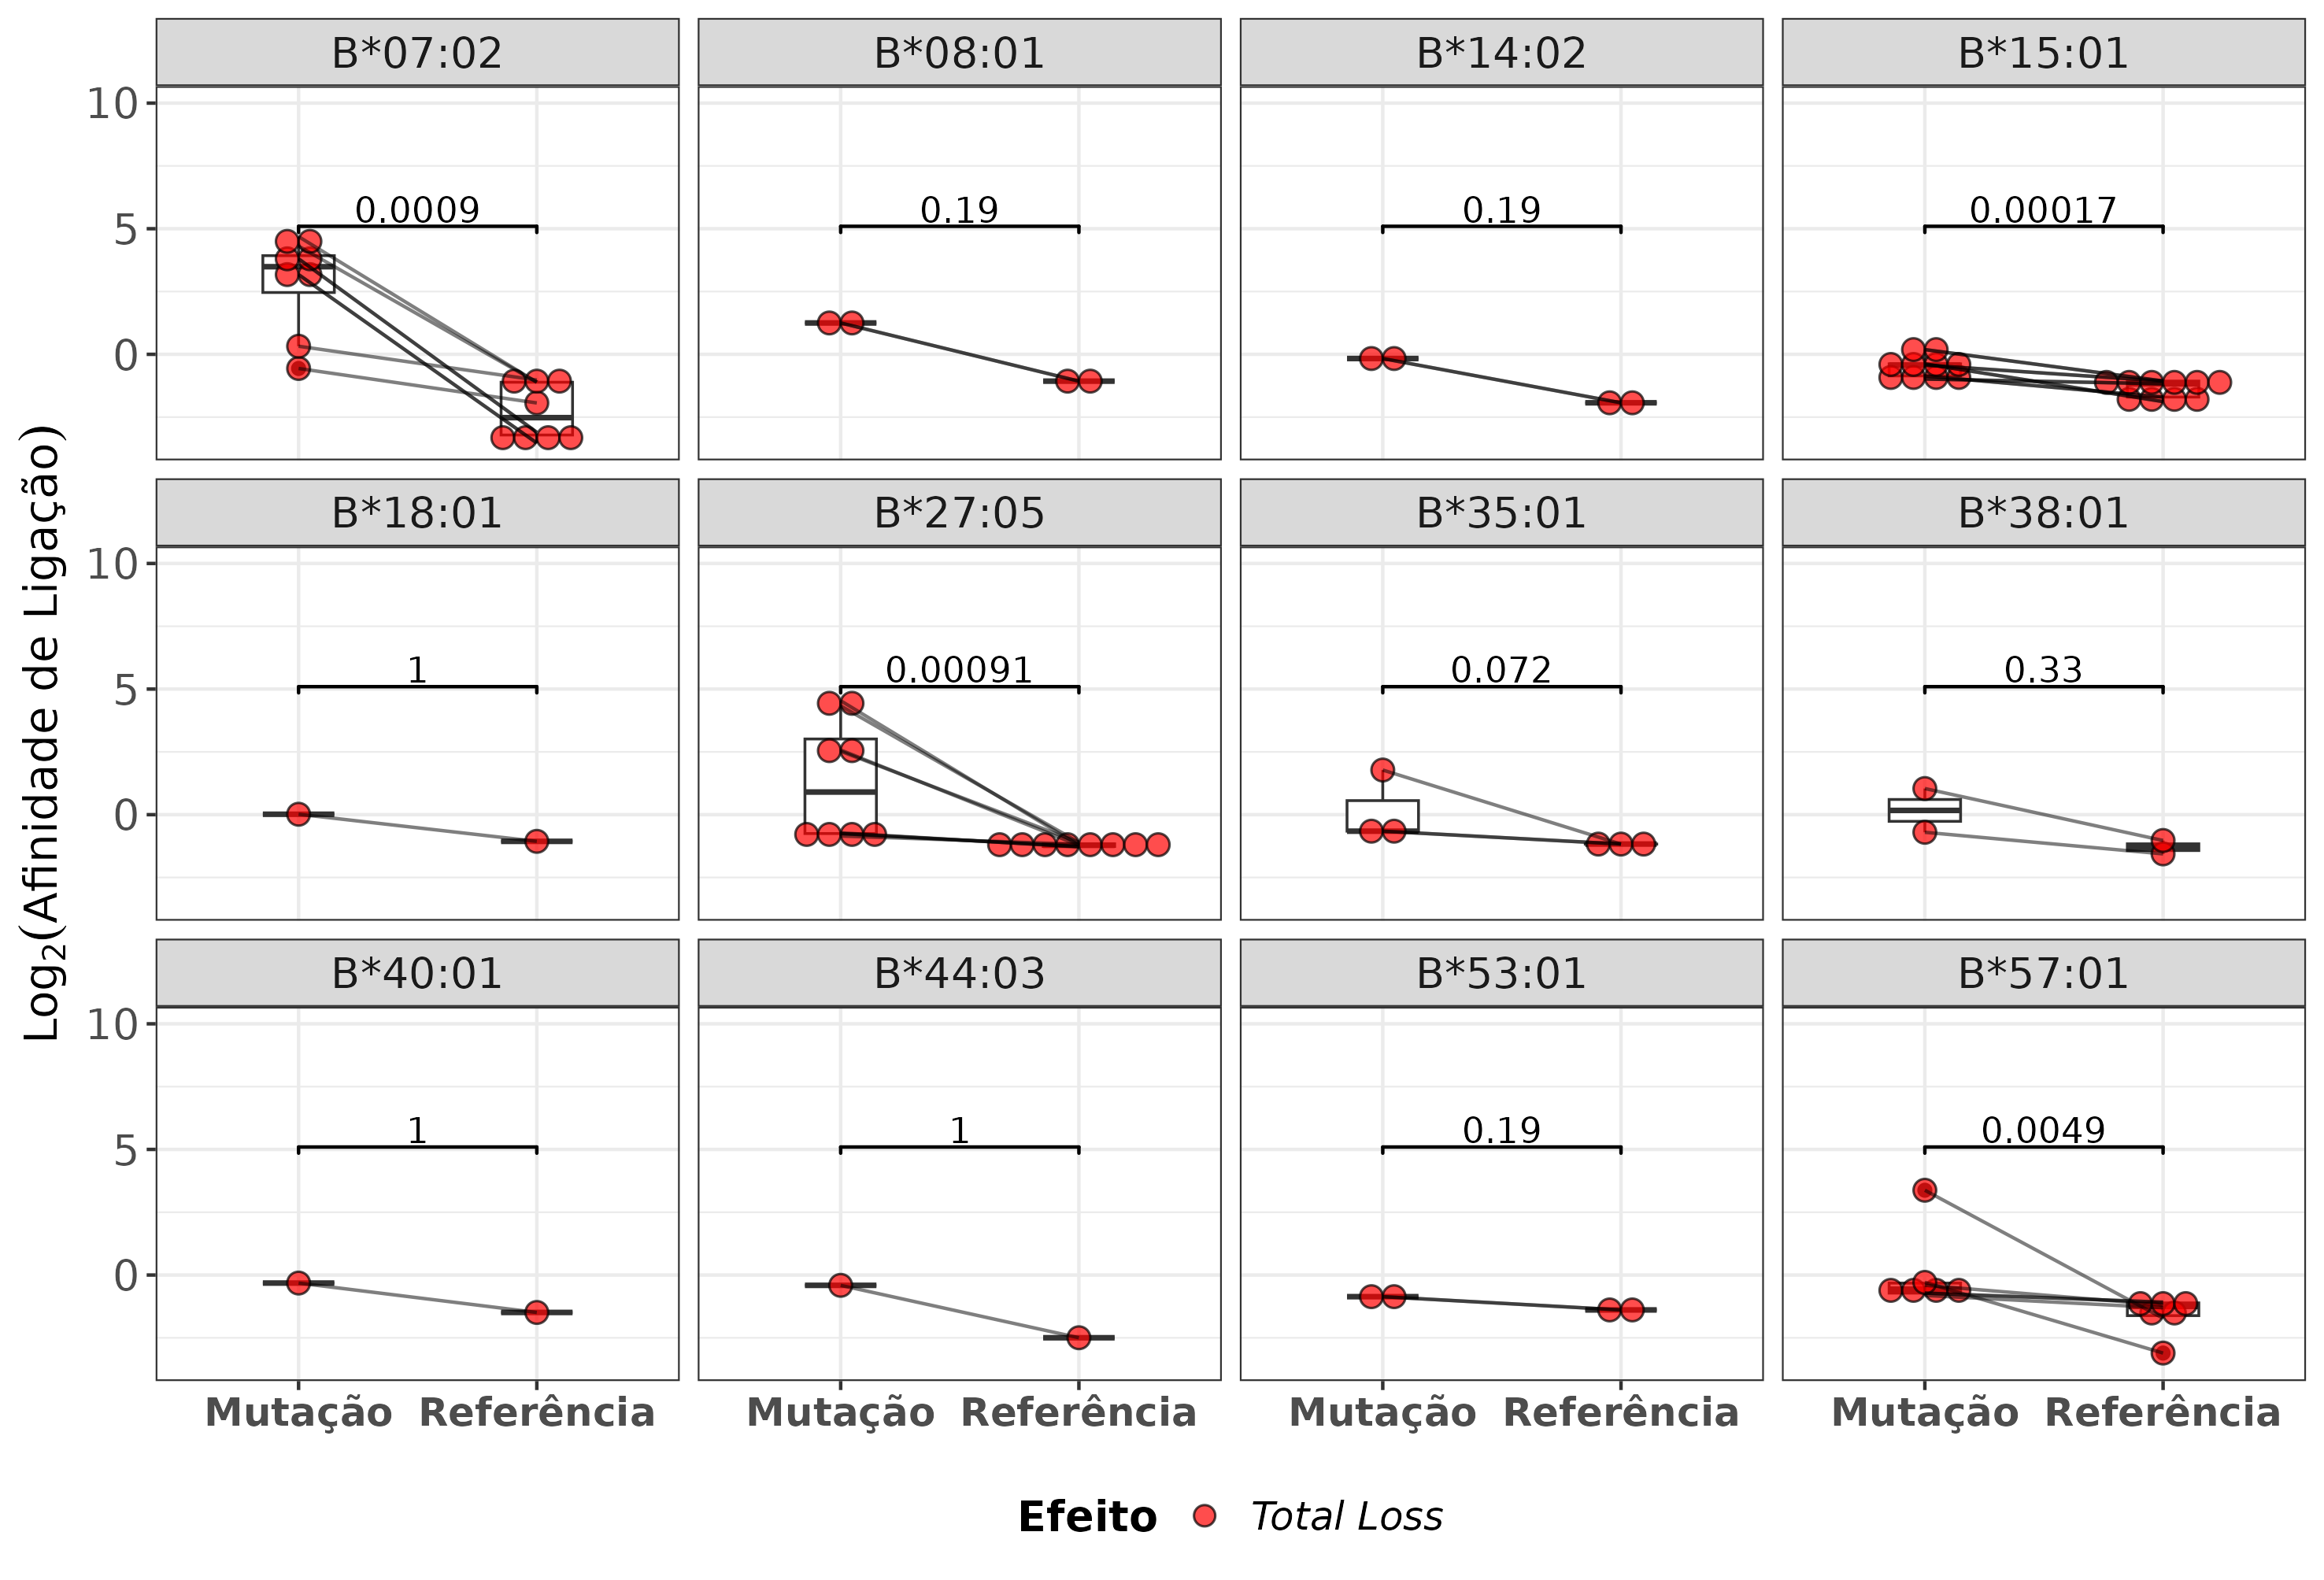 B*07:02 B*08:01 B*14:02 B*15:01
10
5
0
0.0009 0.19 0.19 0.00017
B*18:01 B*27:05 B*35:01 B*38:01
10
5
0
1 0.00091 0.072 0.33
B*40:01 B*44:03 B*53:01 B*57:01
10
5
0
1 1 0.19 0.0049
Log₂(Afinidade de Ligação)
Mutação Referência Mutação Referência Mutação Referência Mutação Referência
Efeito Total Loss